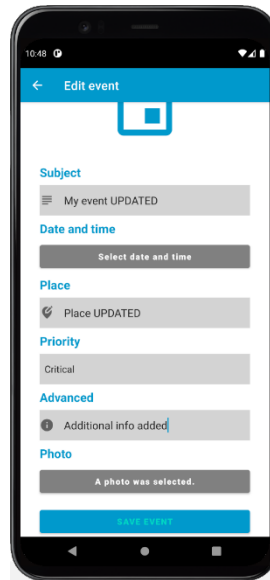 10:48
Edit event
Subject
My event UPDATED
Date and time
Select date and time
Place
Place UPDATED
Priority
Critical
Advanced
Additional info added
Photo
A photo was selected.
SAVE EVENT